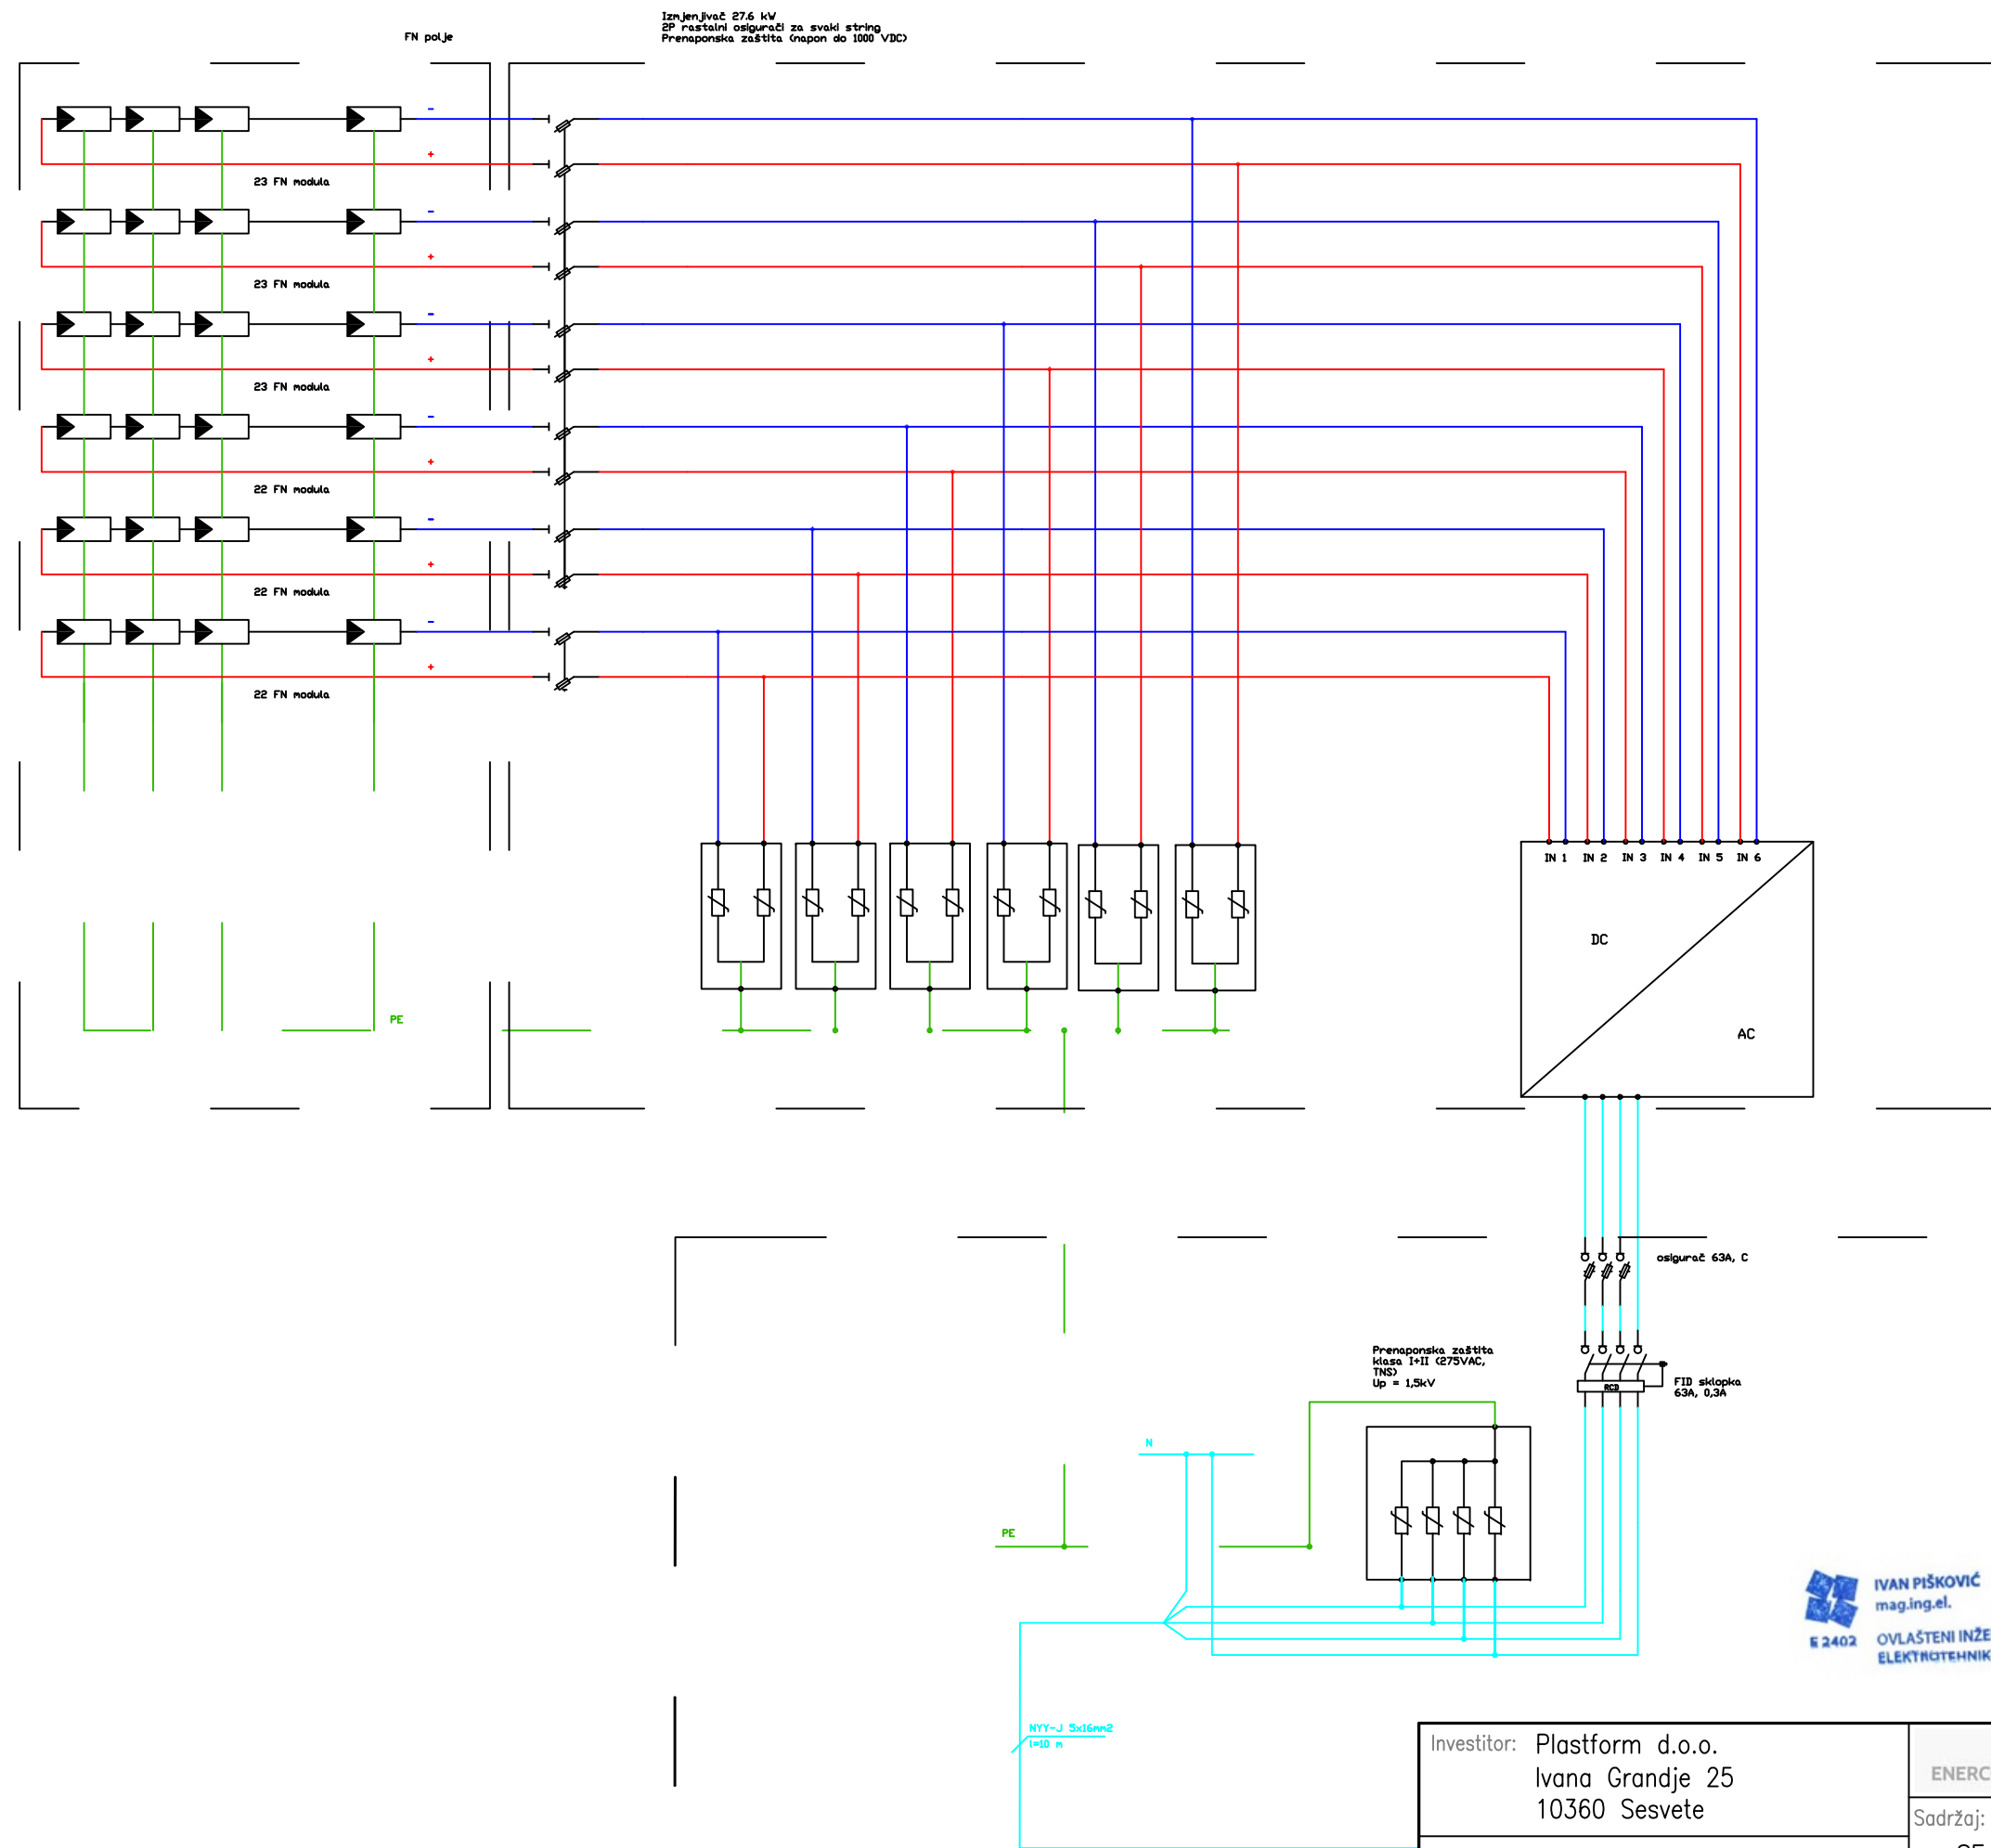 Izmjenjivač 27.6 kW
2P rastalni osigurači za svaki string
Prenaponska zaštita (napon do 1000 VDC)
FN polje
-
+
23 FN modula
-
+
23 FN modula
-
+
23 FN modula
-
+
22 FN modula
-
+
22 FN modula
-
+
22 FN modula
IN 1 IN 2 IN 3 IN 4 IN 5 IN 6
DC
AC
PE
osigurač 63A, C
Prenaponska zaštita
klasa I+II (275VAC,
TNS)
Up = 1,5kV
RCD
FID sklopka
63A, 0,3A
N
PE
IVAN PIŠKOVIĆ
mag.ing.el.
E 2402
OVLAŠTENI INŽE
ELEKTROTEHNIK
NYY-J 5x16mm2
l=10 m
Investitor: Plastform d.o.o.
Ivana Grandje 25
10360 Sesvete
ENERC
Sadržaj: